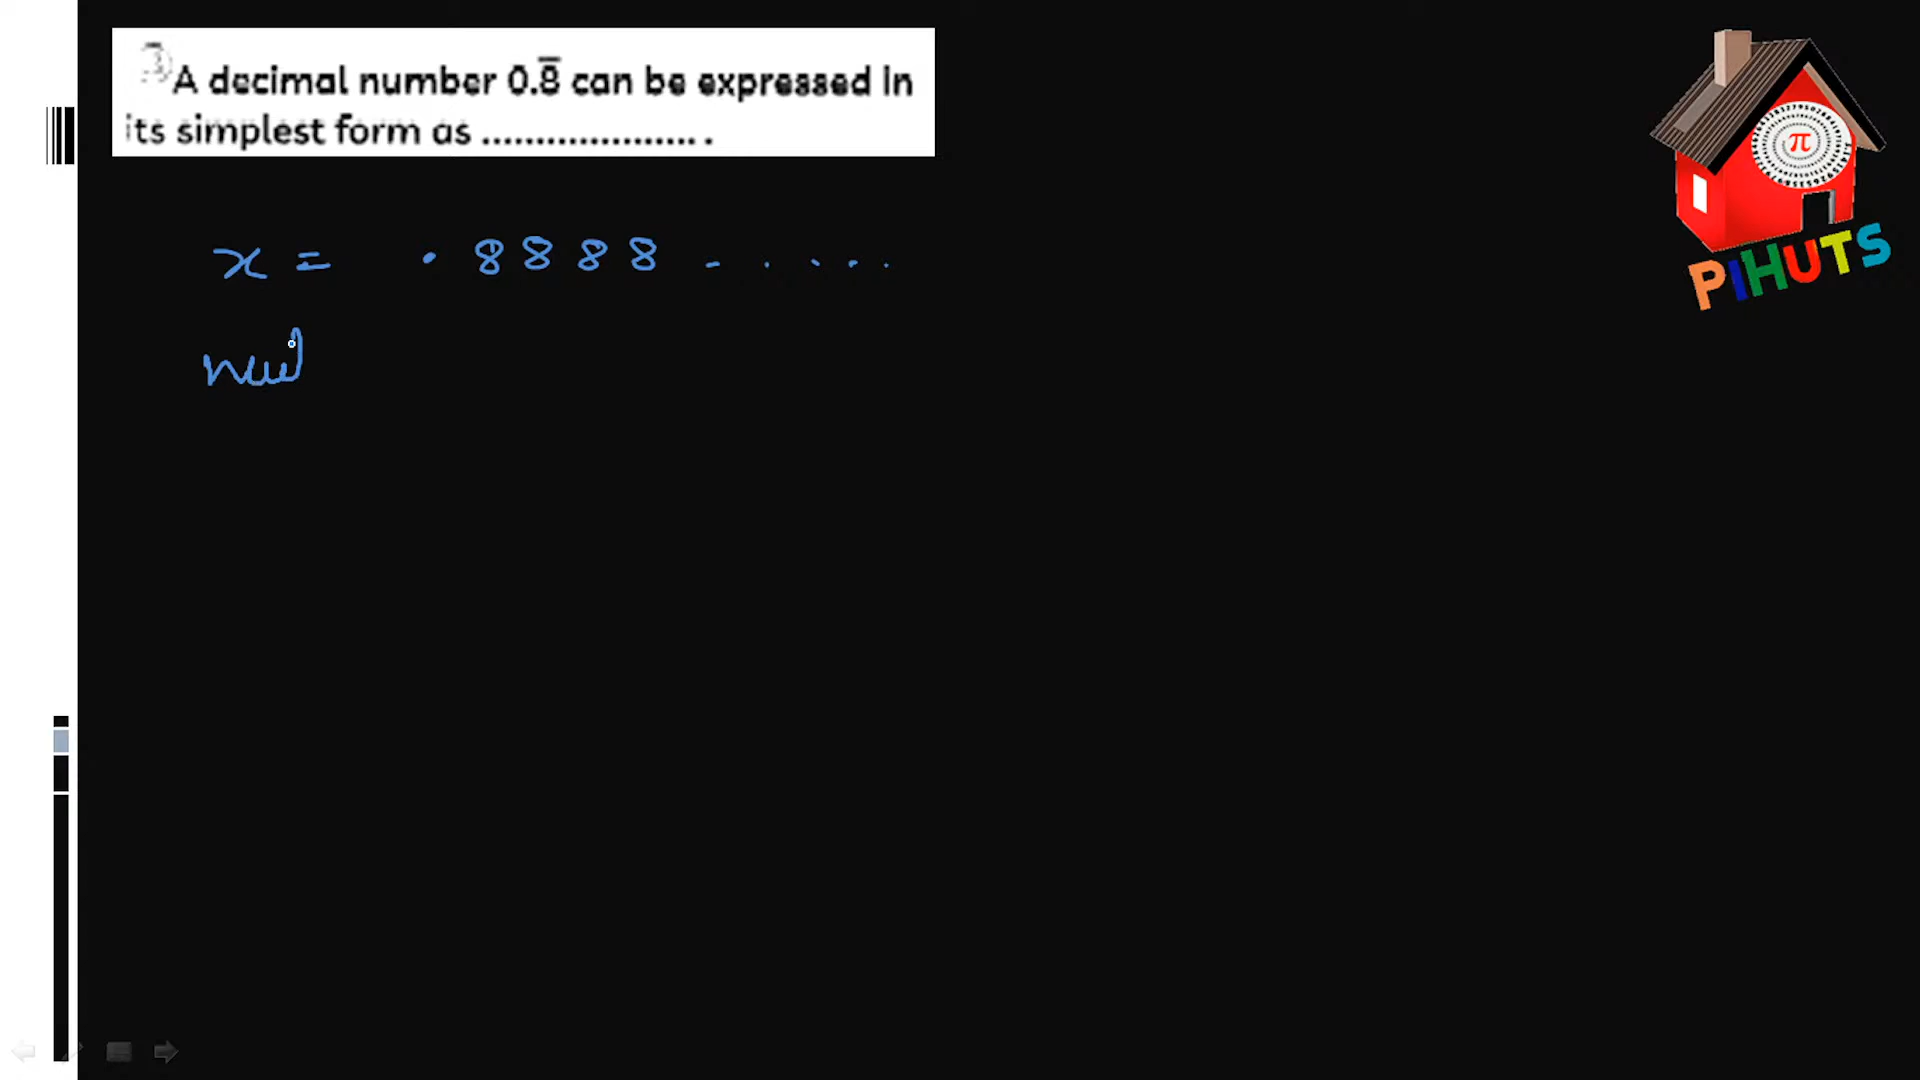 A decimal number 0.8̅ can be expressed in
its simplest form as .................... .
x = .8888 - . . . .
π
PIHUTS